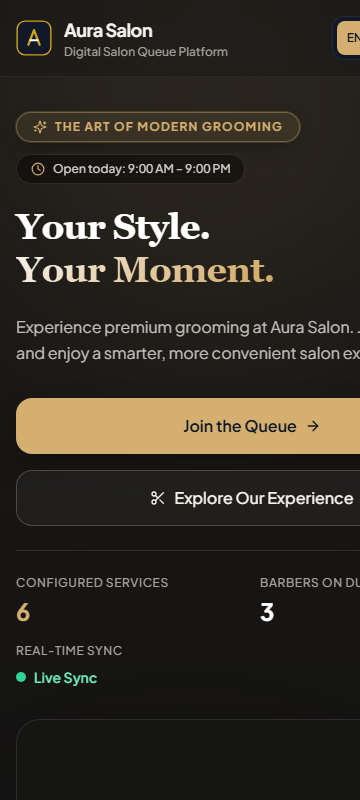 Aura Salon
Digital Salon Queue Platform
EN
THE ART OF MODERN GROOMING
Open today: 9:00 AM – 9:00 PM
Your Style.
Your Moment.
Experience premium grooming at Aura Salon.
and enjoy a smarter, more convenient salon ex
Join the Queue →
Explore Our Experience
CONFIGURED SERVICES
BARBERS ON DU
6
3
REAL-TIME SYNC
Live Sync